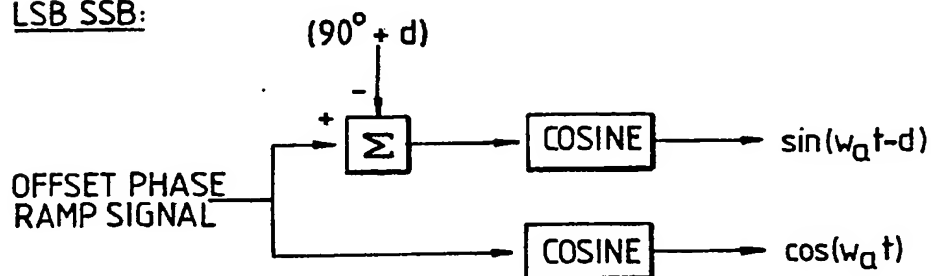 LSB SSB:
(90° + d)
−
+
Σ
COSINE
sin(wₐt-d)
OFFSET PHASE
RAMP SIGNAL
COSINE
cos(wₐt)